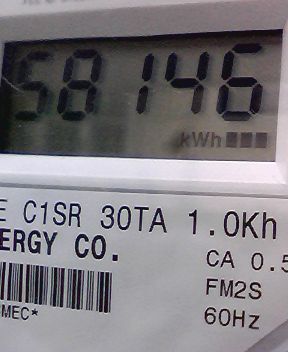 58146
kWh
E C1SR 30TA 1.0Kh
ERGY CO.
CA 0.5
FM2S
MEC*
60Hz